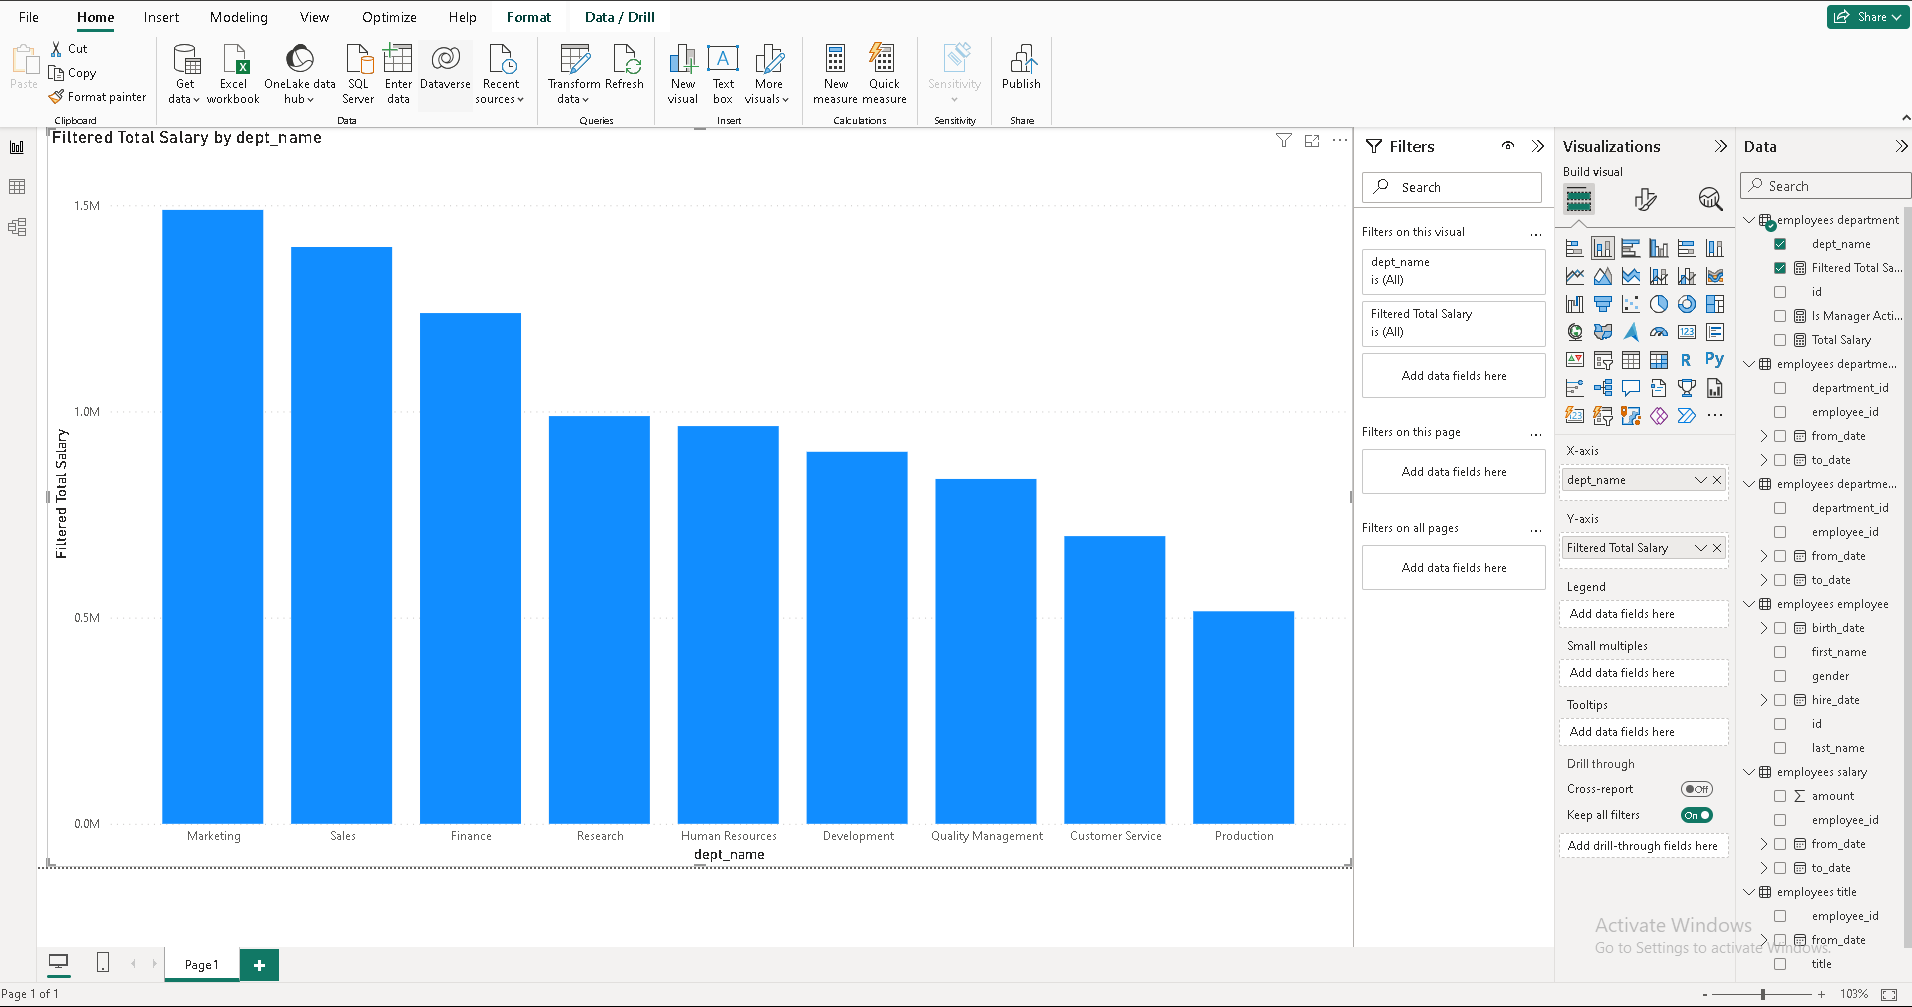 File Home Insert Modeling View Optimize Help Format Data / Drill Share
Paste
Cut
Copy
Format painter
Clipboard
Get data
Excel workbook
OneLake data hub
SQL Server
Enter data
Dataverse
Recent sources
Data
Transform data
Refresh
Queries
New visual
Text box
A
More visuals
Insert
New measure
Quick measure
Calculations
Sensitivity
Sensitivity
Publish
Share
Filtered Total Salary by dept_name
1.5M
1.0M
0.5M
0.0M
Filtered Total Salary
Marketing Sales Finance Research Human Resources Development Quality Management Customer Service Production
dept_name
Filters
Search
Filters on this visual ...
dept_name
is (All)
Filtered Total Salary
is (All)
Add data fields here
Filters on this page ...
Add data fields here
Filters on all pages ...
Add data fields here
Visualizations
Build visual
123
R
Py
123
X-axis
dept_name
Y-axis
Filtered Total Salary
Legend
Add data fields here
Small multiples
Add data fields here
Tooltips
Add data fields here
Drill through
Cross-report Off
Keep all filters On
Add drill-through fields here
Data
Search
employees department
dept_name
Filtered Total Sa...
id
Is Manager Acti...
Total Salary
employees departme...
department_id
employee_id
from_date
to_date
employees departme...
department_id
employee_id
from_date
to_date
employees employee
birth_date
first_name
gender
hire_date
id
last_name
employees salary
Σ amount
employee_id
from_date
to_date
employees title
employee_id
from_date
title
Activate Windows
Go to Settings to activate Windows.
Page 1
+
Page 1 of 1
- + 103%